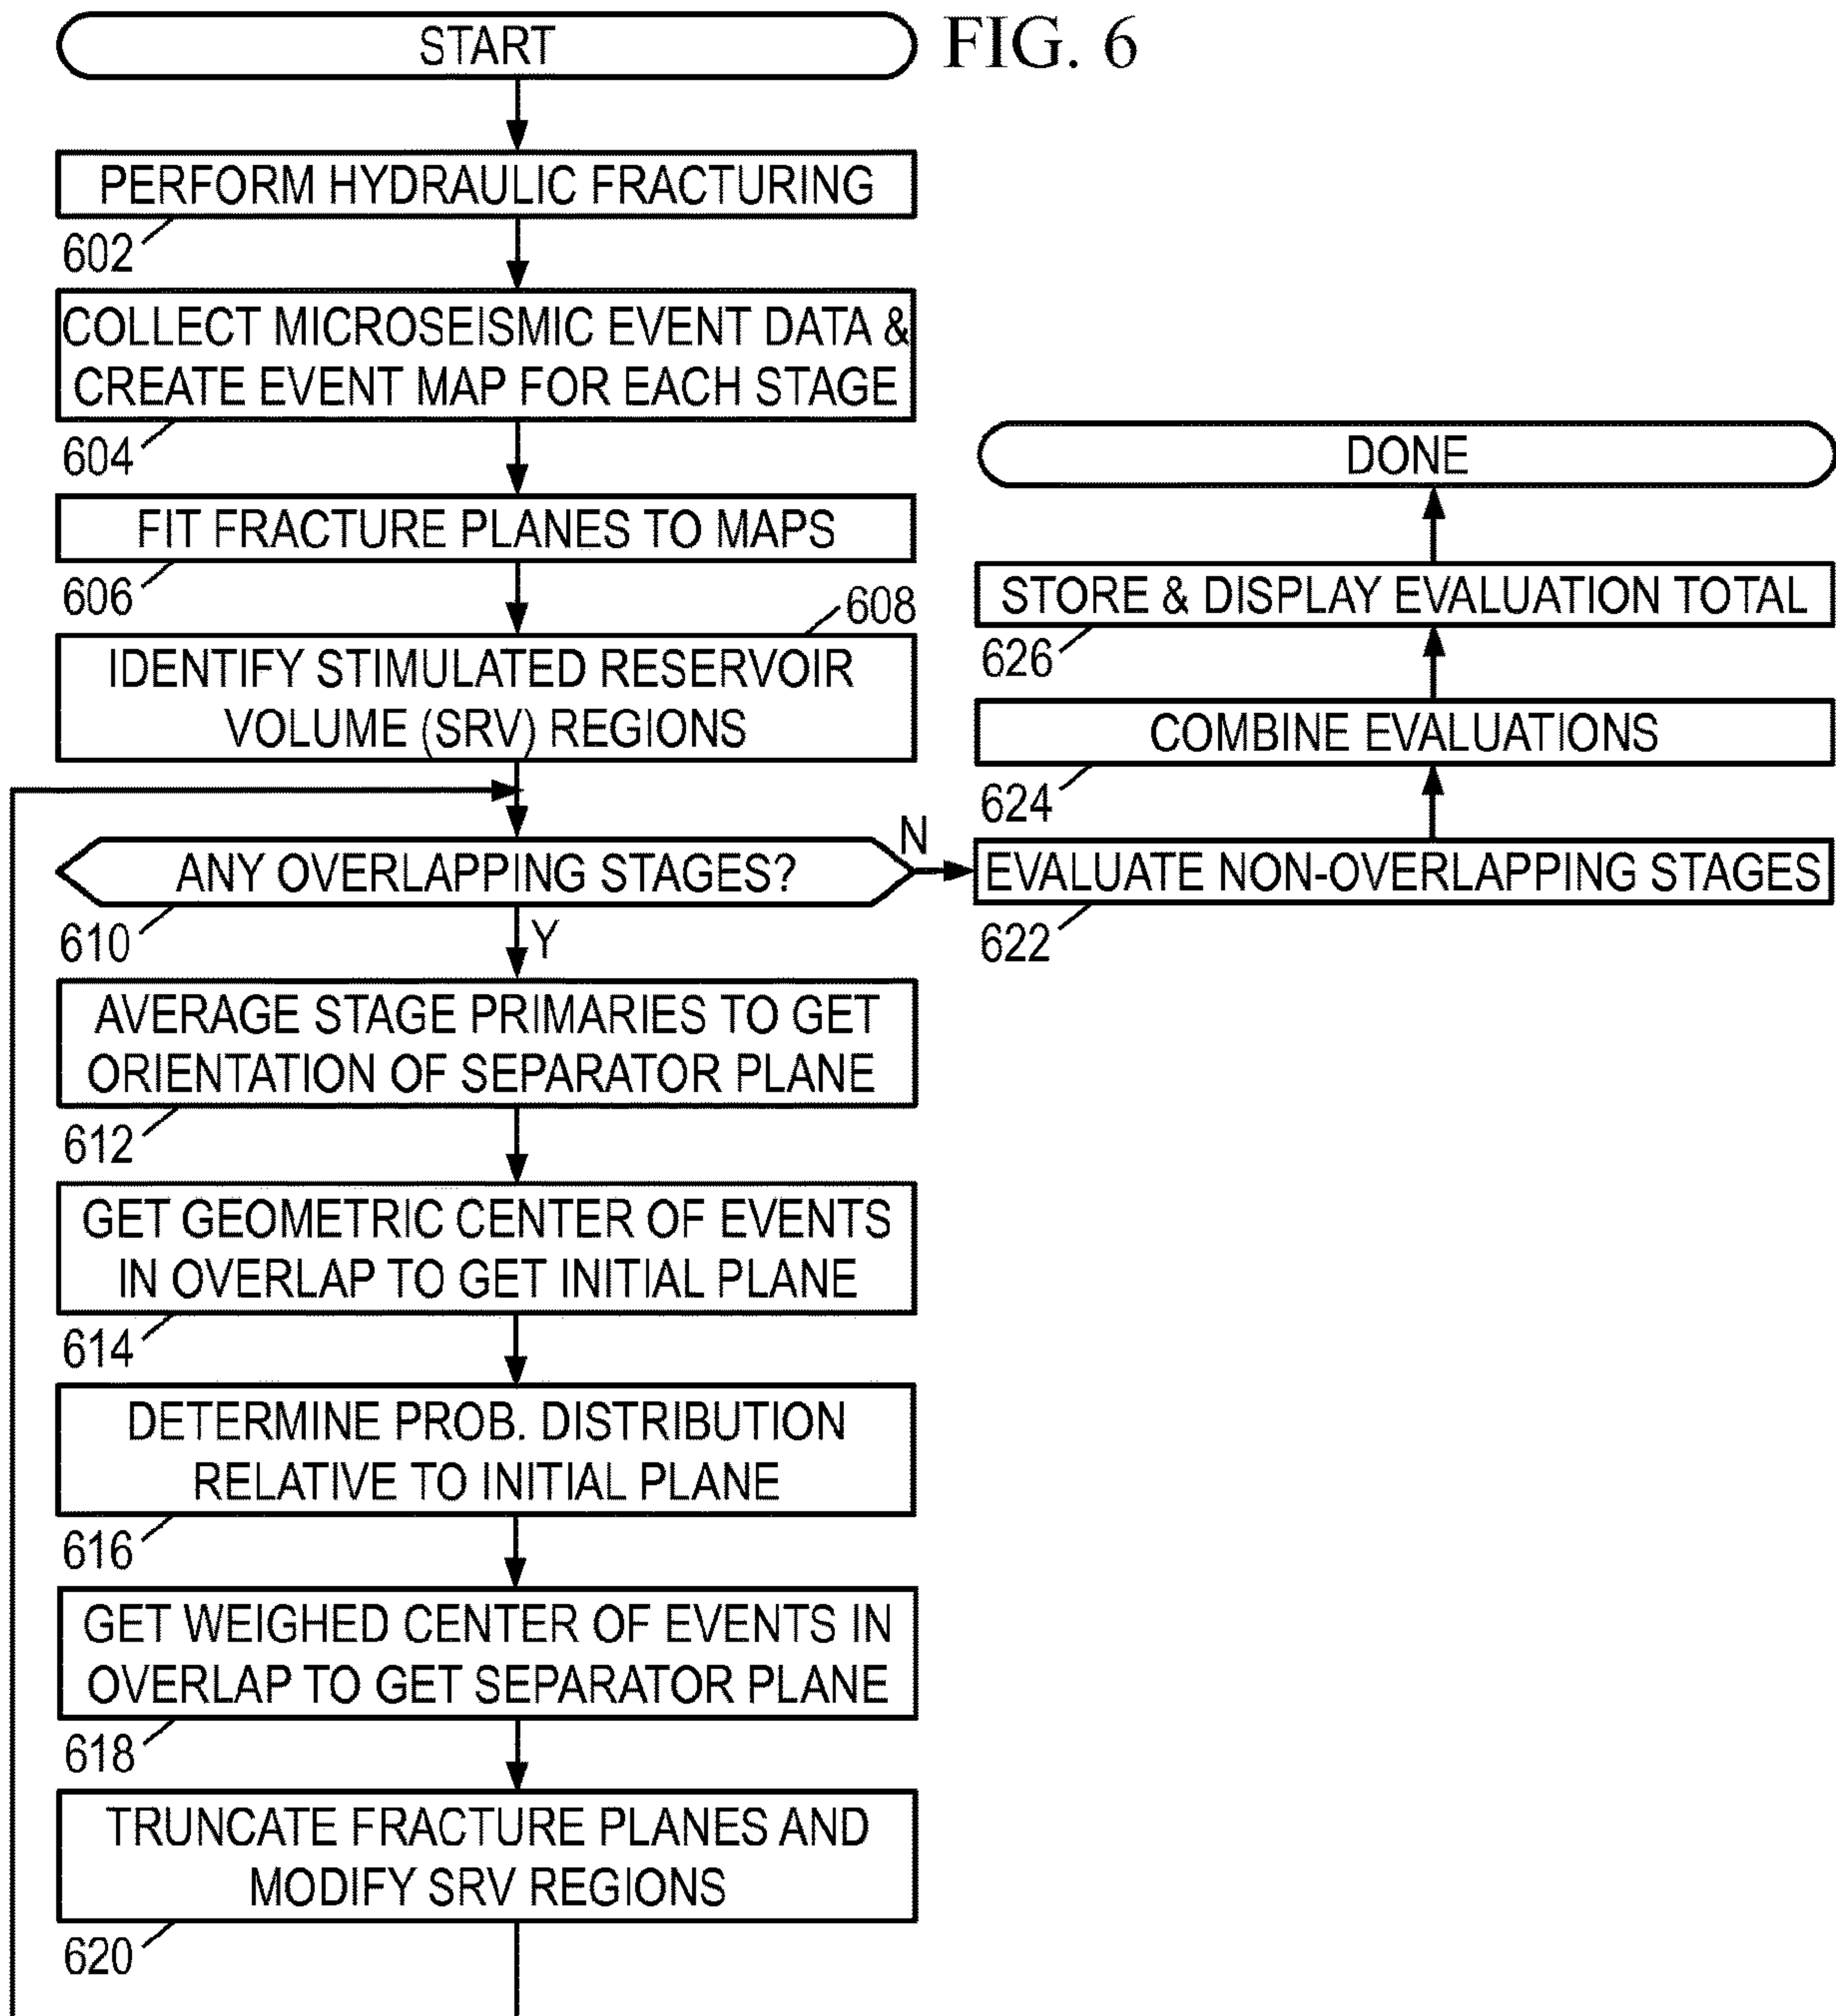 START
FIG. 6
PERFORM HYDRAULIC FRACTURING
602
COLLECT MICROSEISMIC EVENT DATA &
CREATE EVENT MAP FOR EACH STAGE
604
FIT FRACTURE PLANES TO MAPS
606
608
IDENTIFY STIMULATED RESERVOIR
VOLUME (SRV) REGIONS
ANY OVERLAPPING STAGES?
N
610
Y
AVERAGE STAGE PRIMARIES TO GET
ORIENTATION OF SEPARATOR PLANE
612
GET GEOMETRIC CENTER OF EVENTS
IN OVERLAP TO GET INITIAL PLANE
614
DETERMINE PROB. DISTRIBUTION
RELATIVE TO INITIAL PLANE
616
GET WEIGHED CENTER OF EVENTS IN
OVERLAP TO GET SEPARATOR PLANE
618
TRUNCATE FRACTURE PLANES AND
MODIFY SRV REGIONS
620
DONE
STORE & DISPLAY EVALUATION TOTAL
626
COMBINE EVALUATIONS
624
EVALUATE NON-OVERLAPPING STAGES
622